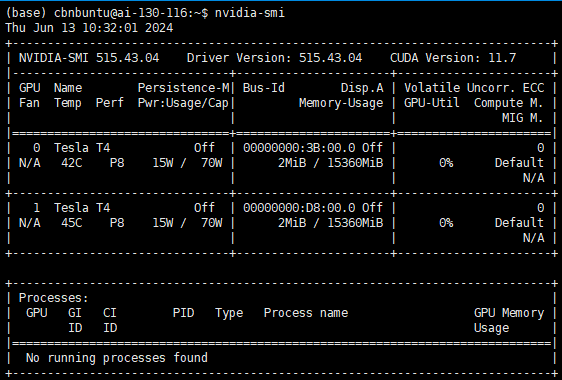 (base) cbnbuntu@ai-130-116:~$ nvidia-smi
Thu Jun 13 10:32:01 2024
+-----------------------------------------------------------------------------+
| NVIDIA-SMI 515.43.04    Driver Version: 515.43.04    CUDA Version: 11.7     |
|-------------------------------+----------------------+----------------------+
| GPU  Name        Persistence-M| Bus-Id        Disp.A | Volatile Uncorr. ECC |
| Fan  Temp  Perf  Pwr:Usage/Cap|         Memory-Usage | GPU-Util  Compute M. |
|                               |                      |               MIG M. |
|===============================+======================+======================|
|   0  Tesla T4            Off  | 00000000:3B:00.0 Off |                    0 |
| N/A   42C    P8    15W /  70W |      2MiB / 15360MiB |      0%      Default |
|                               |                      |                  N/A |
+-------------------------------+----------------------+----------------------+
|   1  Tesla T4            Off  | 00000000:D8:00.0 Off |                    0 |
| N/A   45C    P8    15W /  70W |      2MiB / 15360MiB |      0%      Default |
|                               |                      |                  N/A |
+-------------------------------+----------------------+----------------------+

+-----------------------------------------------------------------------------+
| Processes:                                                                  |
|  GPU   GI   CI        PID   Type   Process name                  GPU Memory |
|        ID   ID                                                   Usage      |
|=============================================================================|
|  No running processes found                                                 |
+-----------------------------------------------------------------------------+